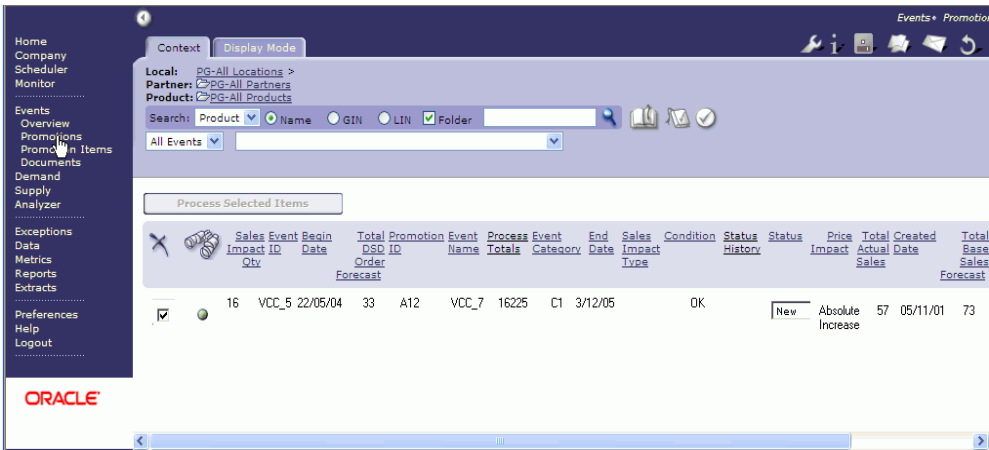 Events • Promotio
Home
Company
Scheduler
Monitor
Events
Overview
Promotions
Promotion Items
Documents
Demand
Supply
Analyzer
Exceptions
Data
Metrics
Reports
Extracts
Preferences
Help
Logout
ORACLE
Context Display Mode
Local: PG-All Locations >
Partner: PG-All Partners
Product: PG-All Products
Search: Product Name GIN LIN Folder
All Events
Process Selected Items
Sales Event Begin Total Promotion Event Process Event End Sales Condition Status Status Price Total Created Total
Impact ID Date DSD ID Name Totals Category Date Impact History Impact Actual Date Base
Qty Order Type Sales Sales
Forecast Forecast
16 VCC_5 22/05/04 33 A12 VCC_7 16225 C1 3/12/05 OK New Absolute 57 05/11/01 73
Increase